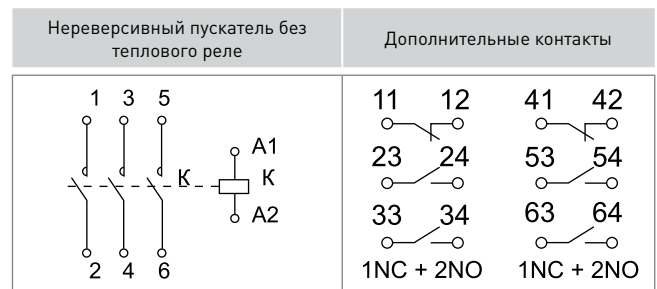 Нереверсивный пускатель без
теплового реле
Дополнительные контакты
1 3 5
A1
K K
A2
2 4 6
11 12 41 42
23 24 53 54
33 34 63 64
1NC + 2NO 1NC + 2NO